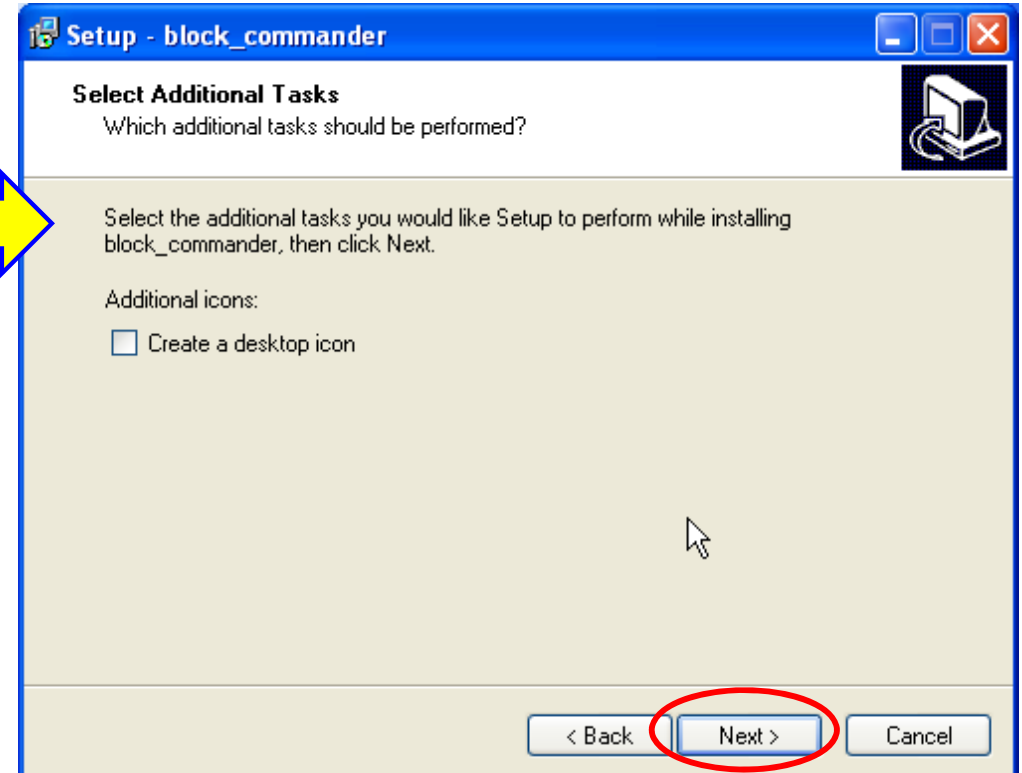 Setup - block_commander
Select Additional Tasks
Which additional tasks should be performed?
Select the additional tasks you would like Setup to perform while installing
block_commander, then click Next.
Additional icons:
Create a desktop icon
< Back Next > Cancel